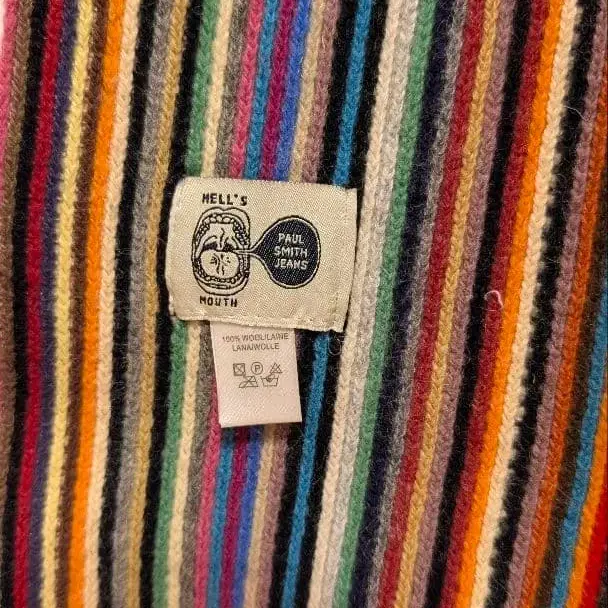 HELL'S
MOUTH
PAUL
SMITH
JEANS
100% WOOL/LAINE
LANA/WOLLE
P